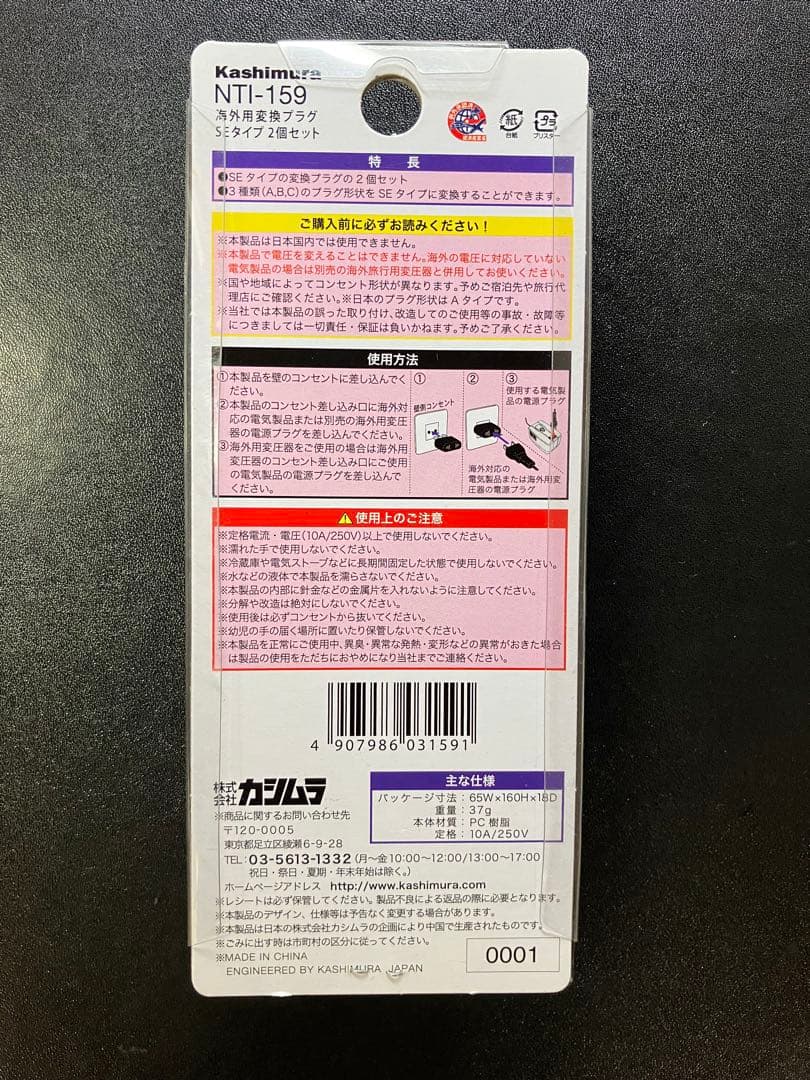 Kashimura
NTI-159
海外用変換プラグ
SEタイプ 2個セット
紙
台紙
プラ
ブリスター
特 長
●SEタイプの変換プラグの2個セット
●3種類(A,B,C)のプラグ形状をSEタイプに変換することができます。
ご購入前に必ずお読みください!
※本製品は日本国内では使用できません。
※本製品で電圧を変えることはできません。海外の電圧に対応していない
電気製品の場合は別売の海外旅行用変圧器と併用してお使いください。
※国や地域によってコンセント形状が異なります。予めご宿泊先や旅行代
理店にご確認ください。※日本のプラグ形状はAタイプです。
※当社では本製品の誤った取り付け、改造してのご使用等の事故・故障等
につきましては一切責任・保証は負いかねます。予めご了承ください。
使用方法
①本製品を壁のコンセントに差し込んでく
ださい。
②本製品のコンセント差し込み口に海外対
応の電気製品または別売の海外用変圧
器の電源プラグを差し込んでください。
③海外用変圧器をご使用の場合は海外用
変圧器のコンセント差し込み口にご使用
の電気製品の電源プラグを差し込んで
ください。
①
壁側コンセント
②
③
使用する電気製
品の電源プラグ
海外対応の
電気製品または海外用変
圧器の電源プラグ
⚠使用上のご注意
※定格電流・電圧(10A/250V)以上で使用しないでください。
※濡れた手で使用しないでください。
※冷蔵庫や電気ストーブなどに長期間固定した状態で使用しないでください。
※水などの液体で本製品を濡らさないでください。
※本製品の内部に針金などの金属片を入れないように注意してください。
※分解や改造は絶対にしないでください。
※使用後は必ずコンセントから抜いてください。
※幼児の手の届く場所に置いたり保管しないでください。
※本製品を正常にご使用中、異臭・異常な発熱・変形などの異常がおきた場合
は製品の使用をただちにおやめになり当社までご連絡ください。
4 907986 031591
株式会社 カシムラ
※商品に関するお問い合わせ先
〒120-0005
東京都足立区綾瀬6-9-28
TEL:03-5613-1332(月〜金10:00〜12:00/13:00〜17:00
祝日・祭日・夏期・年末年始は除く。)
ホームページアドレス http://www.kashimura.com
主な仕様
パッケージ寸法:65W×160H×18D
重量:37g
本体材質:PC樹脂
定格:10A/250V
※レシートは必ず保管してください。製品不良による返品の際に必要となります。
※本製品のデザイン、仕様等は予告なく変更する場合があります。
※本製品は日本の株式会社カシムラの企画により中国で生産されたものです。
※ごみに出す時は市町村の区分に従ってください。
※MADE IN CHINA
ENGINEERED BY KASHIMURA JAPAN
0001